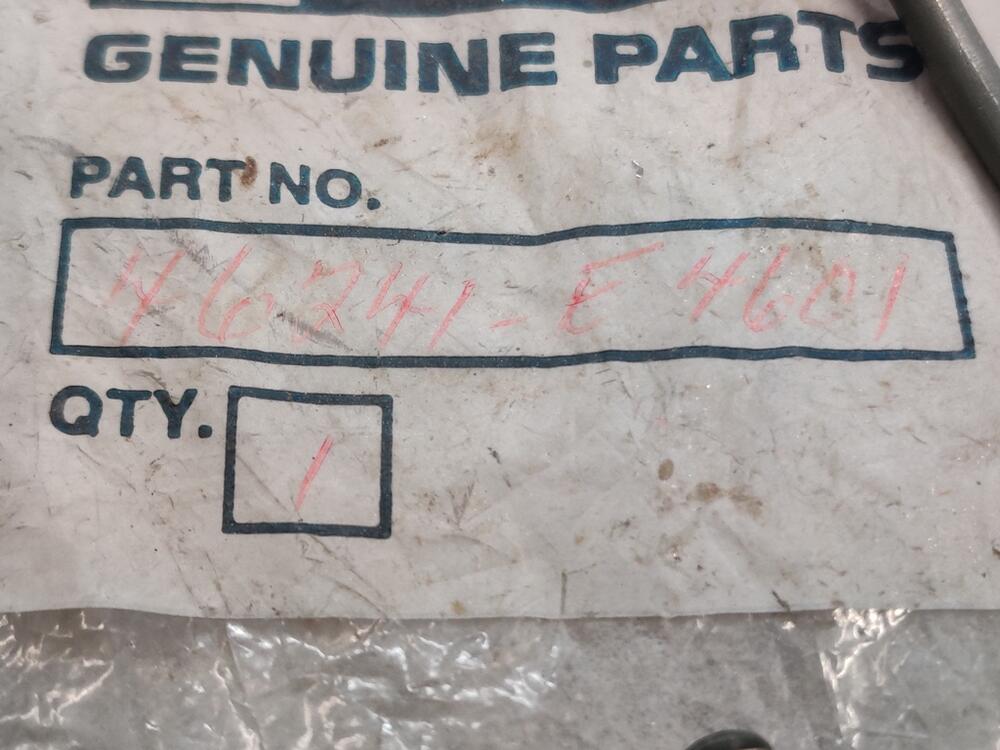 GENUINE PARTS
PART NO.
46241-E4601
QTY.
1